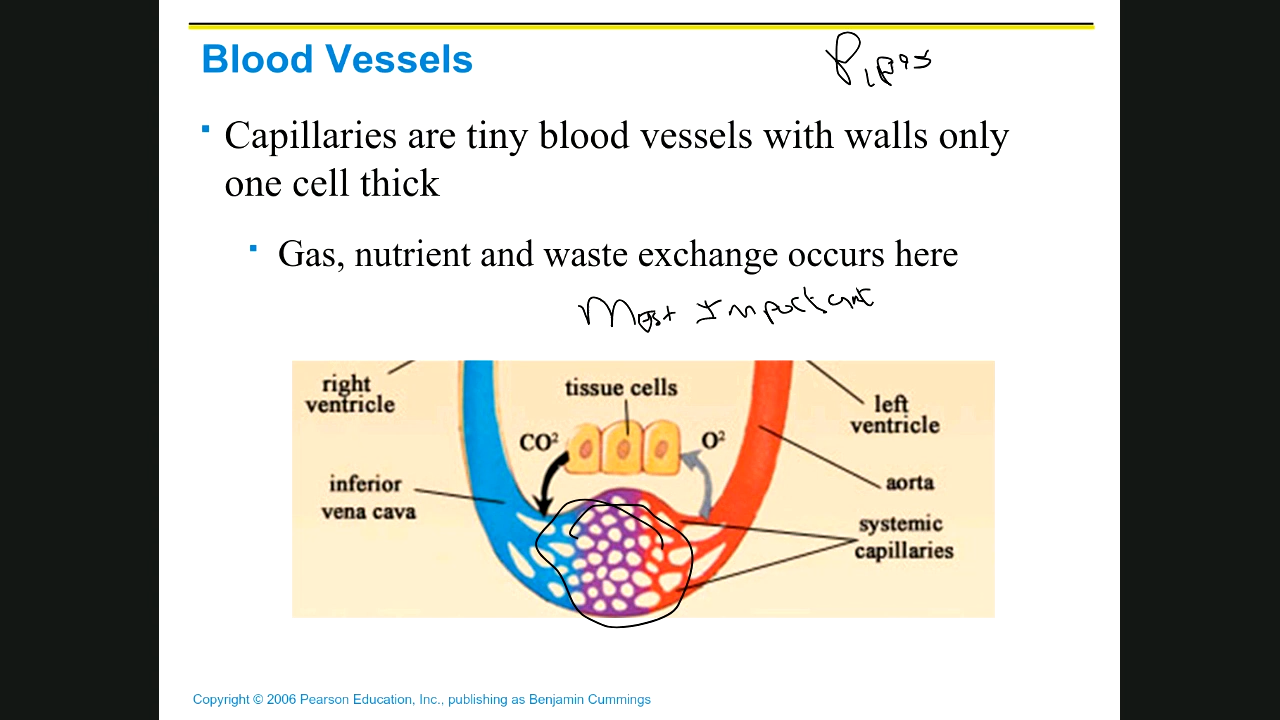 Blood Vessels
Pipes
Capillaries are tiny blood vessels with walls only
one cell thick
Gas, nutrient and waste exchange occurs here
Most Important
right
ventricle
tissue cells
left
ventricle
CO²
O²
inferior
vena cava
aorta
systemic
capillaries
Copyright © 2006 Pearson Education, Inc., publishing as Benjamin Cummings